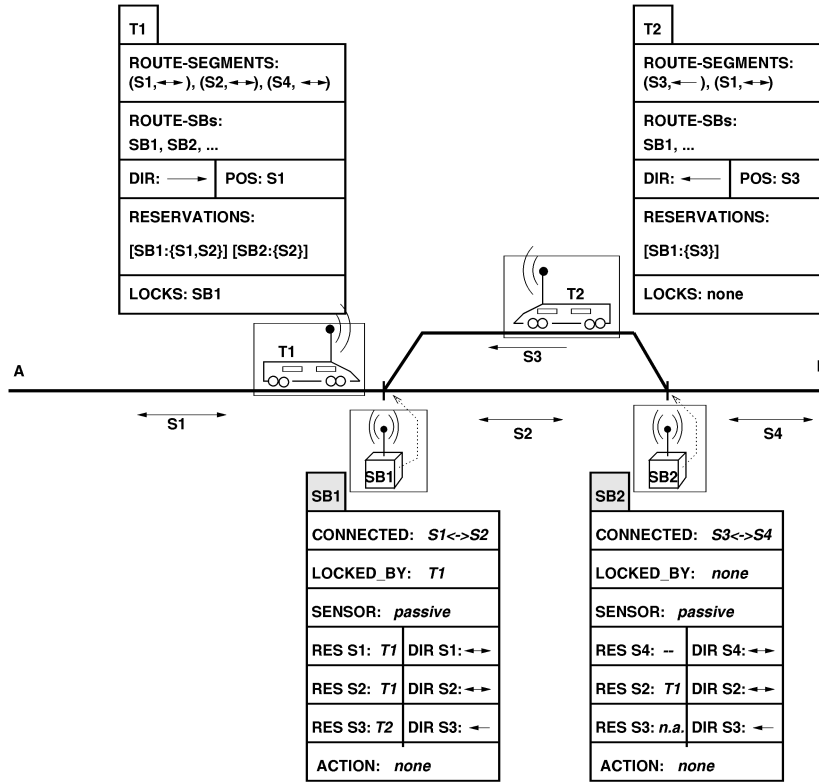 T1
ROUTE-SEGMENTS:
(S1,↔), (S2,↔), (S4, ↔)
ROUTE-SBs:
SB1, SB2, ...
DIR: → POS: S1
RESERVATIONS:
[SB1:{S1,S2}] [SB2:{S2}]
LOCKS: SB1
T2
ROUTE-SEGMENTS:
(S3,← ), (S1,↔)
ROUTE-SBs:
SB1, ...
DIR: ← POS: S3
RESERVATIONS:
[SB1:{S3}]
LOCKS: none
T2
T1
S3
A
S1
S2
S4
SB1
SB2
SB1
CONNECTED: S1<->S2
LOCKED_BY: T1
SENSOR: passive
RES S1: T1 DIR S1: ↔
RES S2: T1 DIR S2: ↔
RES S3: T2 DIR S3: ←
ACTION: none
SB2
CONNECTED: S3<->S4
LOCKED_BY: none
SENSOR: passive
RES S4: -- DIR S4: ↔
RES S2: T1 DIR S2: ↔
RES S3: n.a. DIR S3: ←
ACTION: none